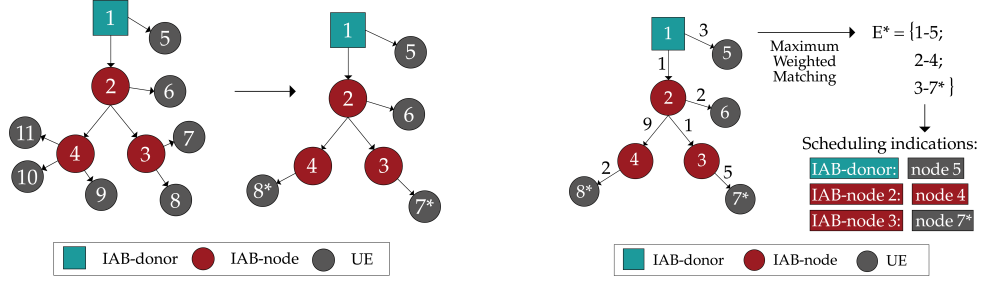 1
5
2
6
11
4
3
7
10
9
8
1
5
2
6
4
3
8*
7*
IAB-donor
IAB-node
UE
1
3
5
1
2
2
6
9
1
4
3
2
5
8*
7*
Maximum
Weighted
Matching
E* = {1-5;
2-4;
3-7* }
Scheduling indications:
IAB-donor: node 5
IAB-node 2: node 4
IAB-node 3: node 7*
IAB-donor
IAB-node
UE